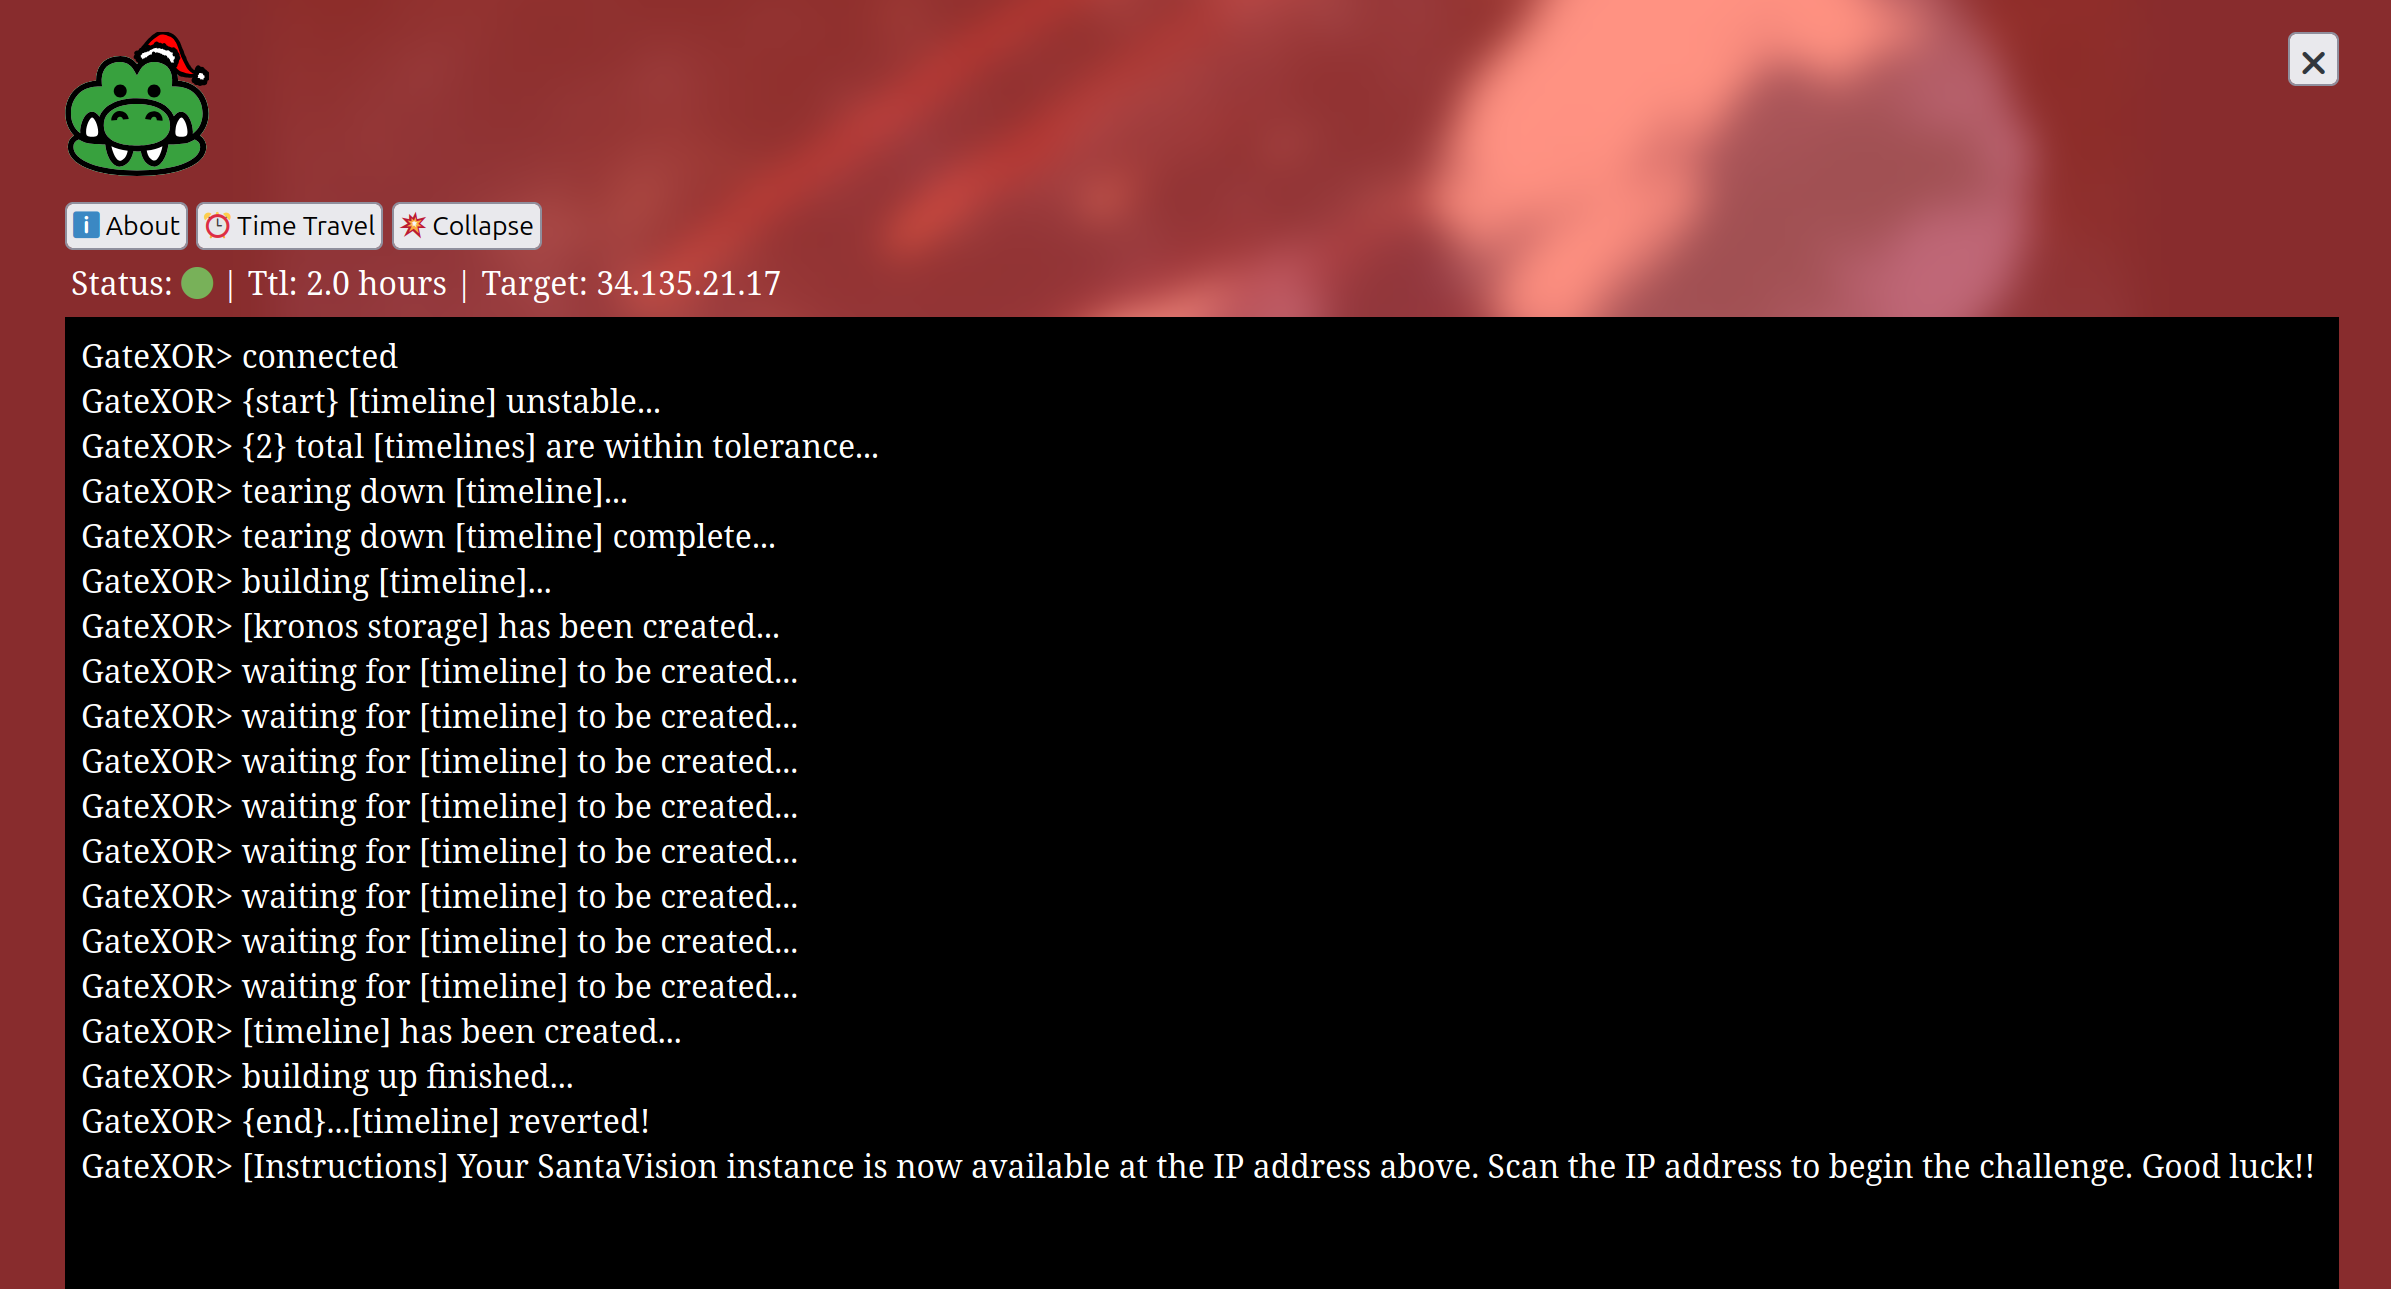 About Time Travel Collapse
Status: | Ttl: 2.0 hours | Target: 34.135.21.17
GateXOR> connected
GateXOR> {start} [timeline] unstable...
GateXOR> {2} total [timelines] are within tolerance...
GateXOR> tearing down [timeline]...
GateXOR> tearing down [timeline] complete...
GateXOR> building [timeline]...
GateXOR> [kronos storage] has been created...
GateXOR> waiting for [timeline] to be created...
GateXOR> waiting for [timeline] to be created...
GateXOR> waiting for [timeline] to be created...
GateXOR> waiting for [timeline] to be created...
GateXOR> waiting for [timeline] to be created...
GateXOR> waiting for [timeline] to be created...
GateXOR> waiting for [timeline] to be created...
GateXOR> waiting for [timeline] to be created...
GateXOR> [timeline] has been created...
GateXOR> building up finished...
GateXOR> {end}...[timeline] reverted!
GateXOR> [Instructions] Your SantaVision instance is now available at the IP address above. Scan the IP address to begin the challenge. Good luck!!